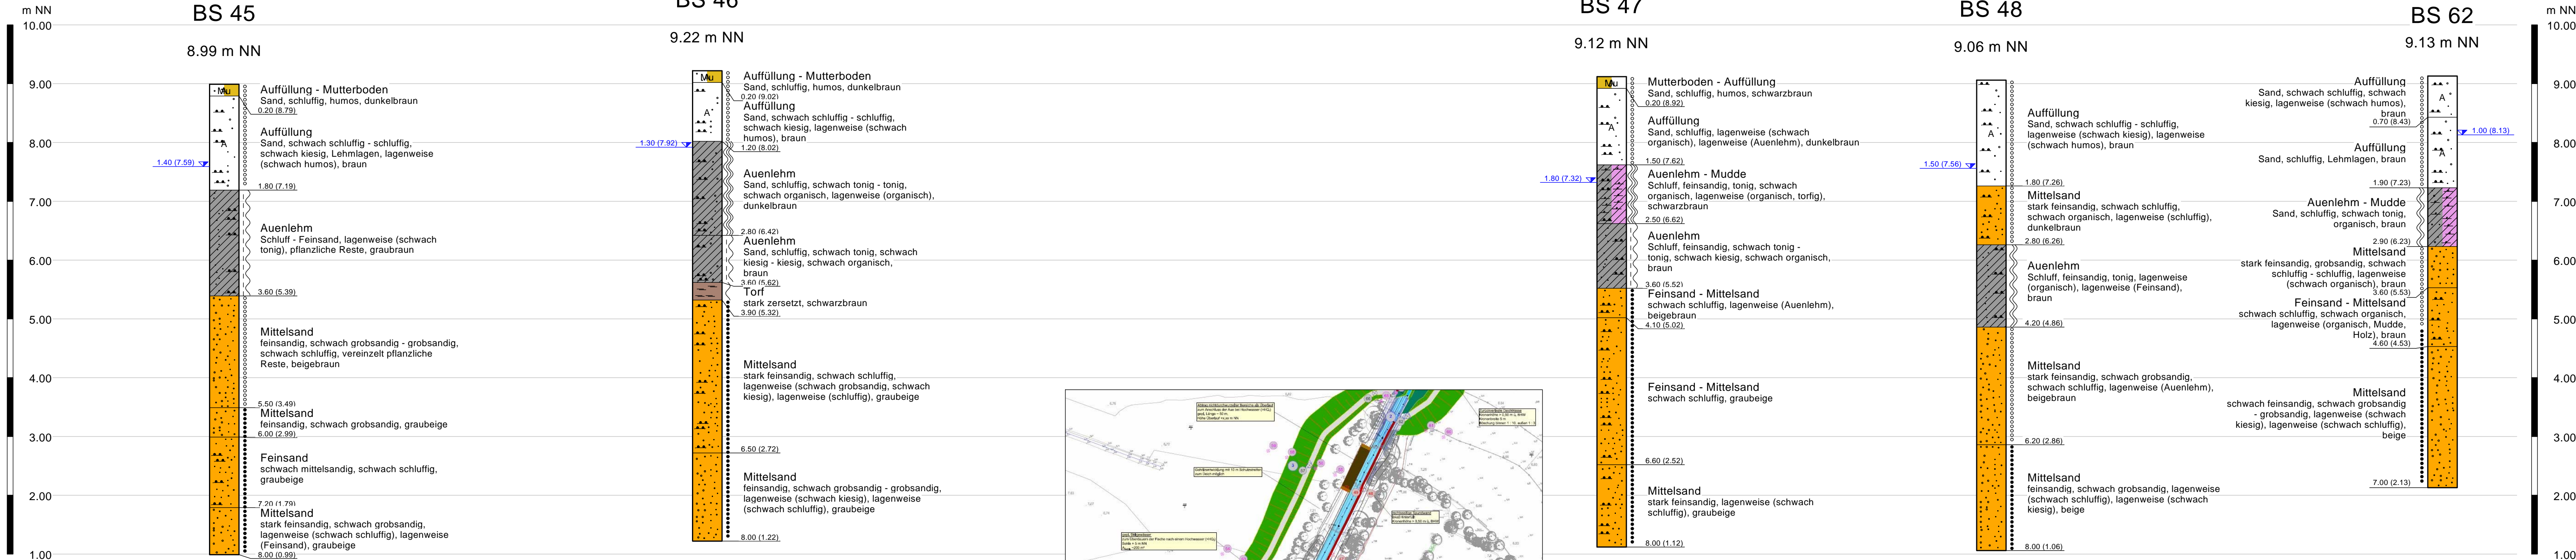 m NN
10.00
9.00
8.00
7.00
6.00
5.00
4.00
3.00
2.00
1.00
BS 45
8.99 m NN
Mu
A
Auffüllung - Mutterboden
Sand, schluffig, humos, dunkelbraun
0.20 (8.79)
Auffüllung
Sand, schwach schluffig - schluffig,
schwach kiesig, Lehmlagen, lagenweise
(schwach humos), braun
1.40 (7.59)
1.80 (7.19)
Auenlehm
Schluff - Feinsand, lagenweise (schwach
tonig), pflanzliche Reste, graubraun
3.60 (5.39)
Mittelsand
feinsandig, schwach grobsandig - grobsandig,
schwach schluffig, vereinzelt pflanzliche
Reste, beigebraun
5.50 (3.49)
Mittelsand
feinsandig, schwach grobsandig, graubeige
6.00 (2.99)
Feinsand
schwach mittelsandig, schwach schluffig,
graubeige
7.20 (1.79)
Mittelsand
stark feinsandig, schwach grobsandig,
lagenweise (schwach schluffig), lagenweise
(Feinsand), graubeige
8.00 (0.99)
BS 46
9.22 m NN
Mu
A
Auffüllung - Mutterboden
Sand, schluffig, humos, dunkelbraun
0.20 (9.02)
Auffüllung
Sand, schwach schluffig - schluffig,
schwach kiesig, lagenweise (schwach
humos), braun
1.20 (8.02)
1.30 (7.92)
Auenlehm
Sand, schluffig, schwach tonig - tonig,
schwach organisch, lagenweise (organisch),
dunkelbraun
2.80 (6.42)
Auenlehm
Sand, schluffig, schwach tonig, schwach
kiesig - kiesig, schwach organisch,
braun
3.60 (5.62)
Torf
stark zersetzt, schwarzbraun
3.90 (5.32)
Mittelsand
stark feinsandig, schwach schluffig,
lagenweise (schwach grobsandig, schwach
kiesig), lagenweise (schluffig), graubeige
6.50 (2.72)
Mittelsand
feinsandig, schwach grobsandig - grobsandig,
lagenweise (schwach kiesig), lagenweise
(schwach schluffig), graubeige
8.00 (1.22)
BS 47
9.12 m NN
Mu
A
Mutterboden - Auffüllung
Sand, schluffig, humos, schwarzbraun
0.20 (8.92)
Auffüllung
Sand, schluffig, lagenweise (schwach
organisch), lagenweise (Auenlehm), dunkelbraun
1.50 (7.62)
1.80 (7.32)
Auenlehm - Mudde
Schluff, feinsandig, tonig, schwach
organisch, lagenweise (organisch, torfig),
schwarzbraun
2.50 (6.62)
Auenlehm
Schluff, feinsandig, schwach tonig -
tonig, schwach kiesig, schwach organisch,
braun
3.60 (5.52)
Feinsand - Mittelsand
schwach schluffig, lagenweise (Auenlehm),
beigebraun
4.10 (5.02)
Feinsand - Mittelsand
schwach schluffig, graubeige
6.60 (2.52)
Mittelsand
stark feinsandig, lagenweise (schwach
schluffig), graubeige
8.00 (1.12)
BS 48
9.06 m NN
A
Auffüllung
Sand, schwach schluffig - schluffig,
lagenweise (schwach kiesig), lagenweise
(schwach humos), braun
1.50 (7.56)
1.80 (7.26)
Mittelsand
stark feinsandig, schwach schluffig,
schwach organisch, lagenweise (schluffig),
dunkelbraun
2.80 (6.26)
Auenlehm
Schluff, feinsandig, tonig, lagenweise
(organisch), lagenweise (Feinsand),
braun
4.20 (4.86)
Mittelsand
stark feinsandig, schwach grobsandig,
schwach schluffig, lagenweise (Auenlehm),
beigebraun
6.20 (2.86)
Mittelsand
feinsandig, schwach grobsandig, lagenweise
(schwach schluffig), lagenweise (schwach
kiesig), beige
8.00 (1.06)
BS 62
9.13 m NN
A
A
Auffüllung
Sand, schwach schluffig, schwach
kiesig, lagenweise (schwach humos),
braun
0.70 (8.43)
1.00 (8.13)
Auffüllung
Sand, schluffig, Lehmlagen, braun
1.90 (7.23)
Auenlehm - Mudde
Sand, schluffig, schwach tonig,
organisch, braun
2.90 (6.23)
Mittelsand
stark feinsandig, grobsandig, schwach
schluffig - schluffig, lagenweise
(schwach organisch), braun
3.60 (5.53)
Feinsand - Mittelsand
schwach schluffig, schwach organisch,
lagenweise (organisch, Mudde,
Holz), braun
4.60 (4.53)
Mittelsand
schwach feinsandig, schwach grobsandig
- grobsandig, lagenweise (schwach
kiesig), lagenweise (schwach schluffig),
beige
7.00 (2.13)
m NN
10.00
9.00
8.00
7.00
6.00
5.00
4.00
3.00
2.00
1.00